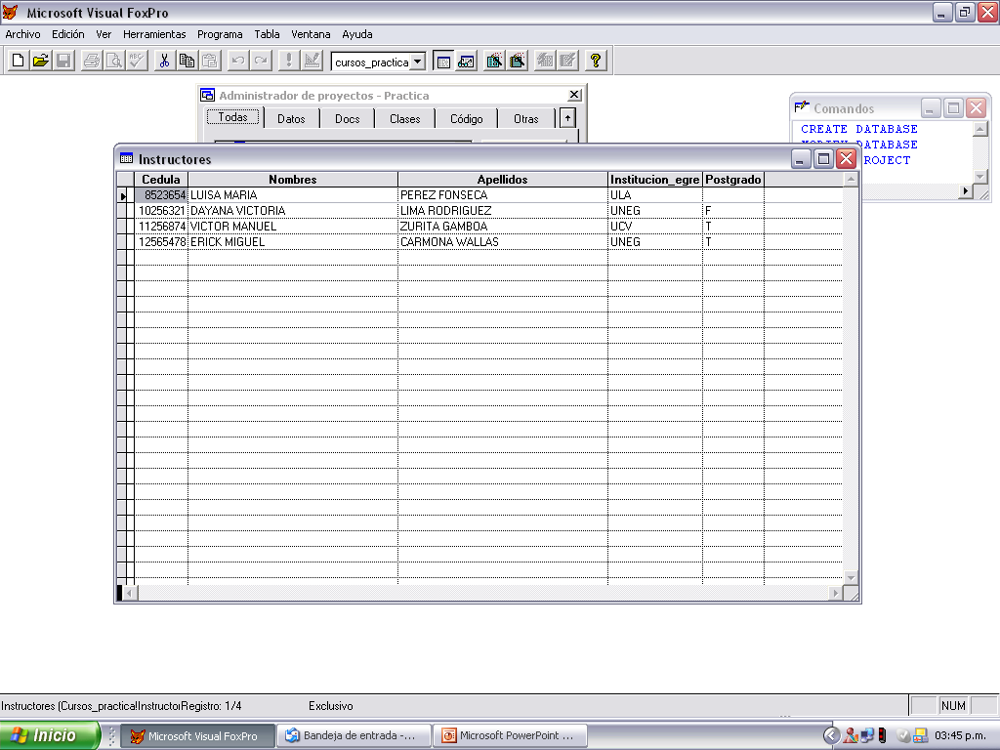 Microsoft Visual FoxPro
Archivo Edición Ver Herramientas Programa Tabla Ventana Ayuda
cursos_practica
Administrador de proyectos - Practica
Todas Datos Docs Clases Código Otras
Comandos
CREATE DATABASE
MODIFY DATABASE
ROJECT
Instructores
Cedula Nombres Apellidos Institucion_egre Postgrado
8523654 LUISA MARIA PEREZ FONSECA ULA
10256321 DAYANA VICTORIA LIMA RODRIGUEZ UNEG F
11256874 VICTOR MANUEL ZURITA GAMBOA UCV T
12565478 ERICK MIGUEL CARMONA WALLAS UNEG T
Instructores (Cursos_practica!Instructor Registro: 1/4 Exclusivo NUM
Inicio Microsoft Visual FoxPro Bandeja de entrada -... Microsoft PowerPoint ... 03:45 p.m.